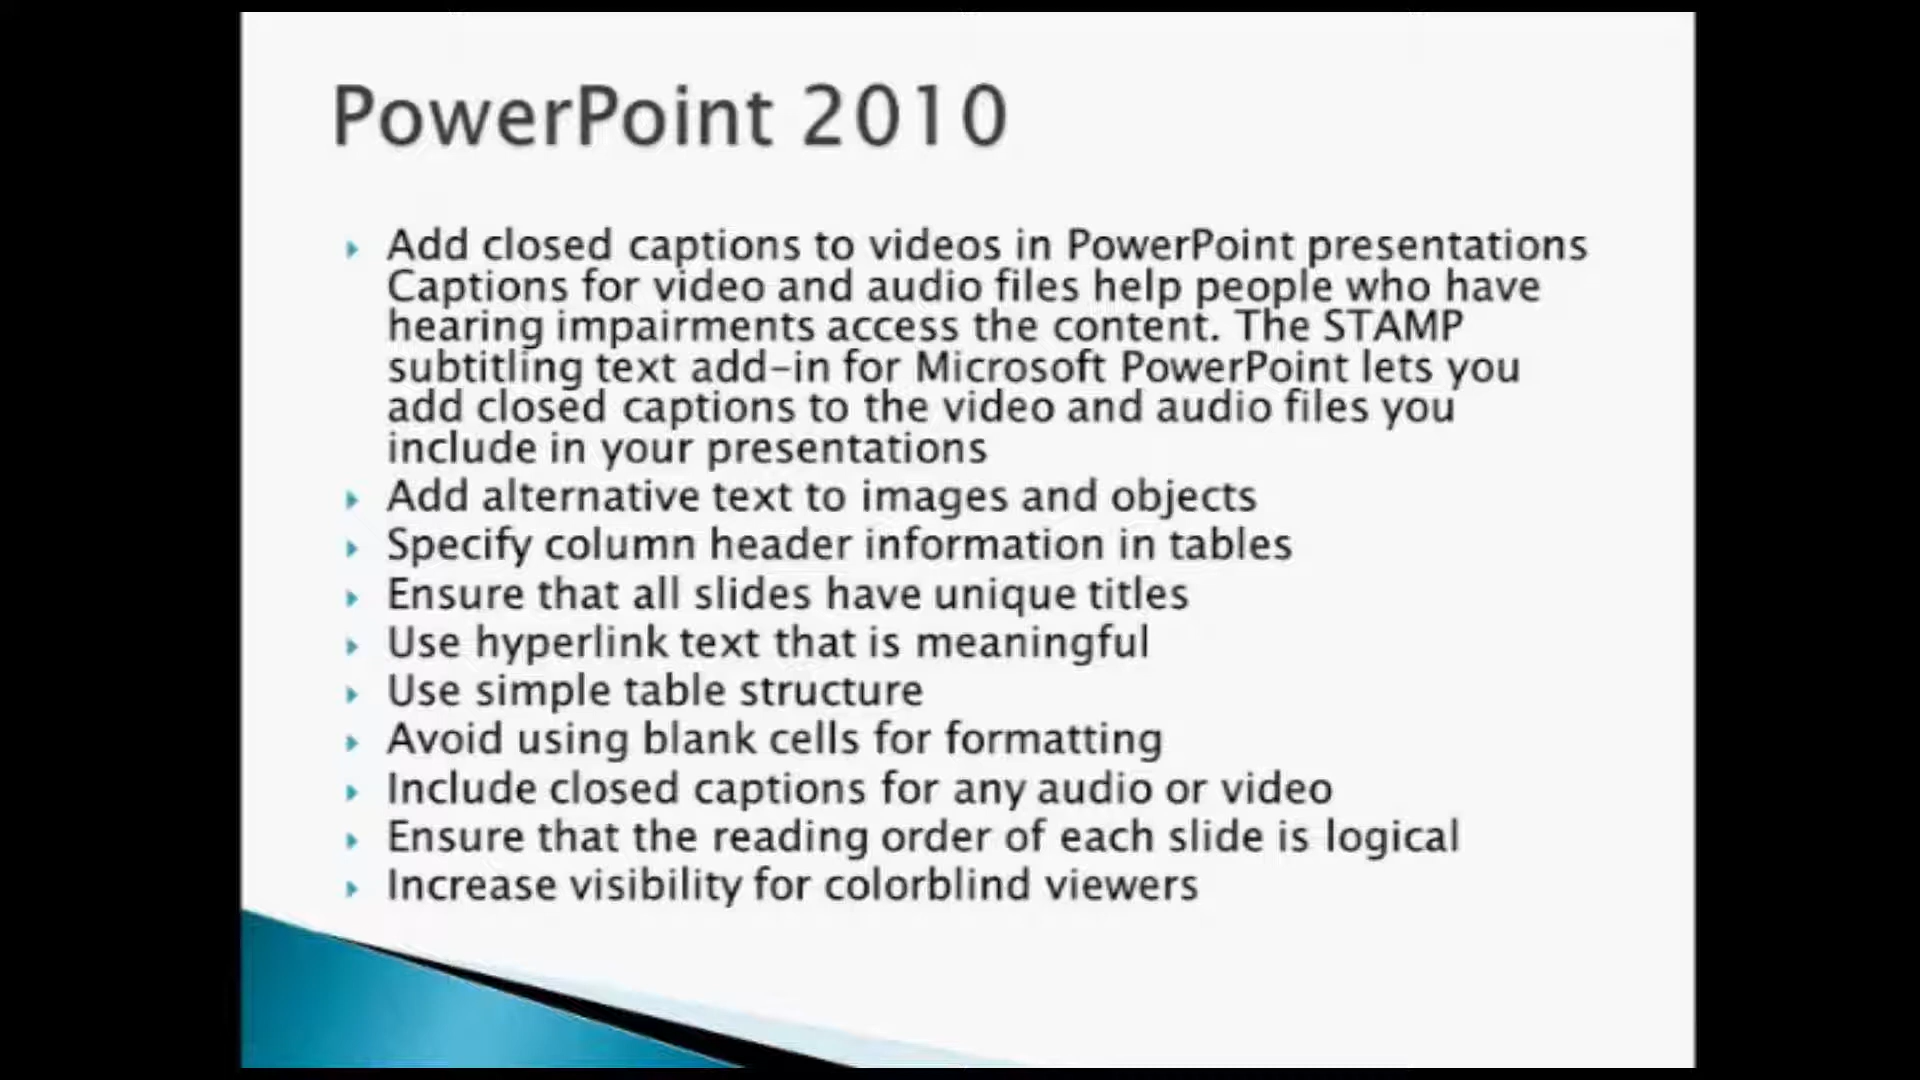 PowerPoint 2010
Add closed captions to videos in PowerPoint presentations
Captions for video and audio files help people who have
hearing impairments access the content. The STAMP
subtitling text add-in for Microsoft PowerPoint lets you
add closed captions to the video and audio files you
include in your presentations
Add alternative text to images and objects
Specify column header information in tables
Ensure that all slides have unique titles
Use hyperlink text that is meaningful
Use simple table structure
Avoid using blank cells for formatting
Include closed captions for any audio or video
Ensure that the reading order of each slide is logical
Increase visibility for colorblind viewers